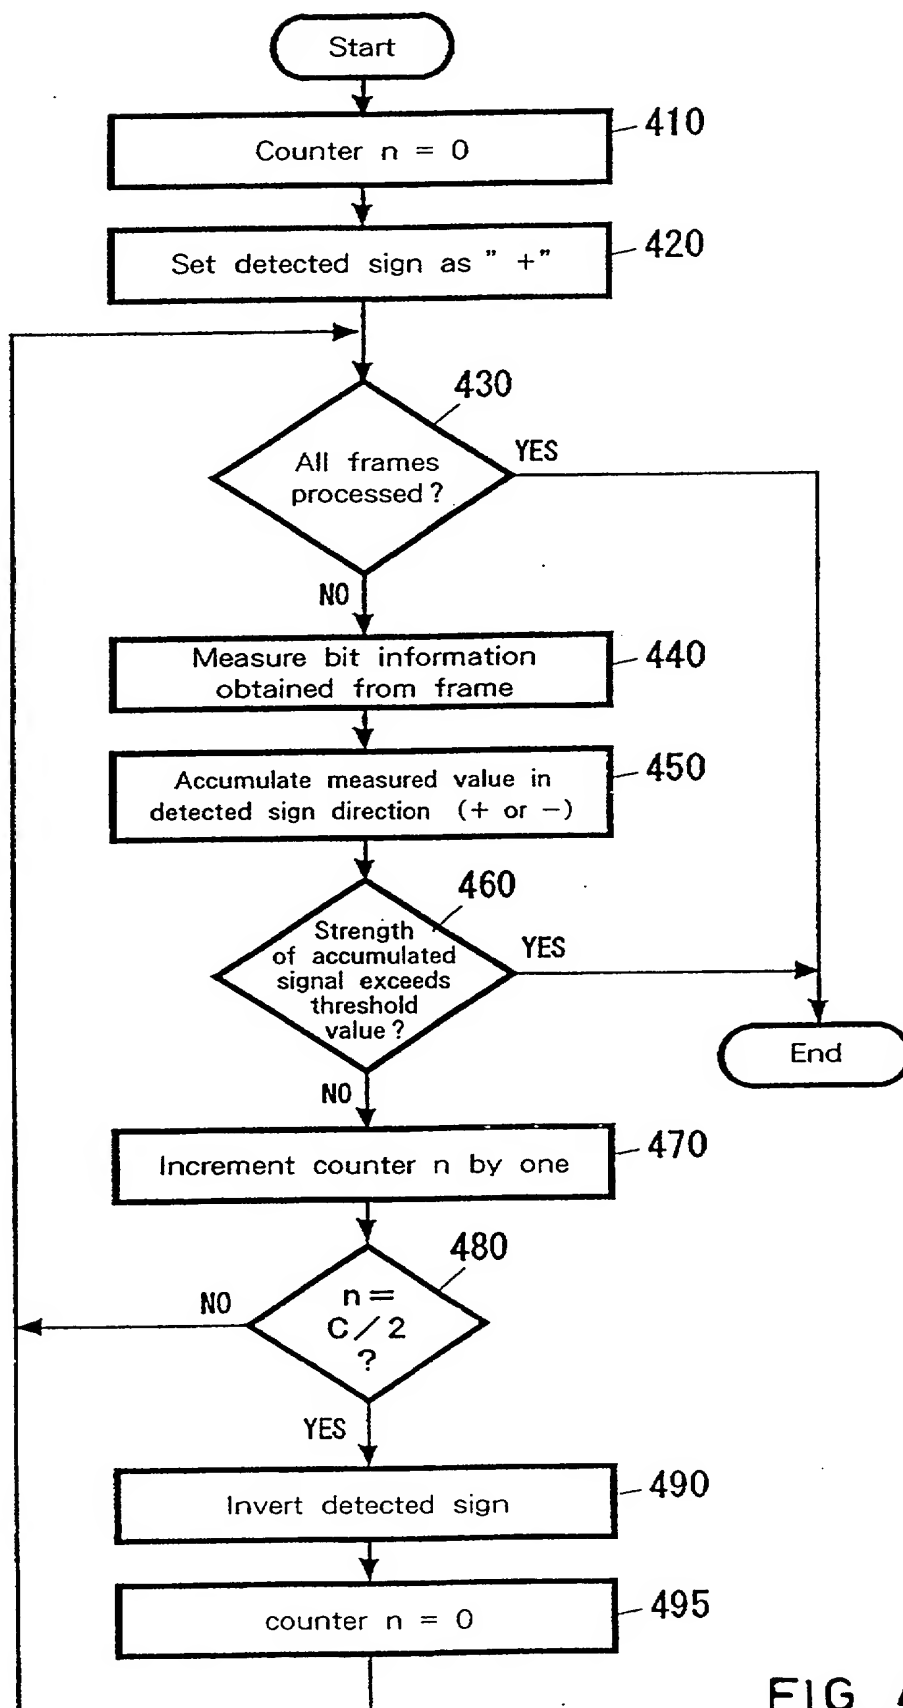 Start
Counter n = 0
410
Set detected sign as " +"
420
430
All frames
processed ?
YES
NO
Measure bit information
obtained from frame
440
Accumulate measured value in
detected sign direction (+ or −)
450
460
Strength
of accumulated
signal exceeds
threshold
value ?
YES
End
NO
Increment counter n by one
470
480
n =
C / 2
?
NO
YES
Invert detected sign
490
counter n = 0
495
FIG